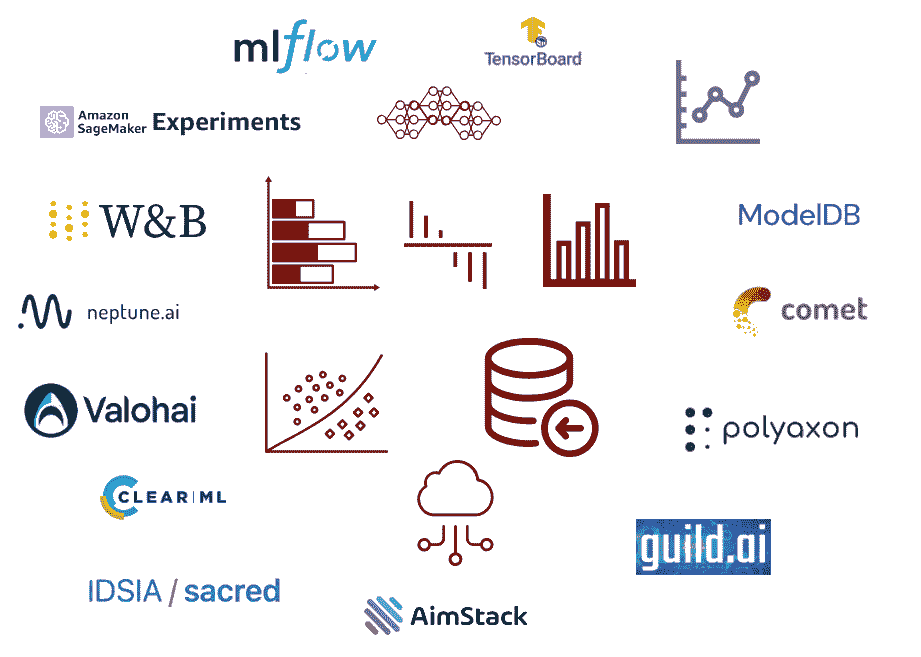 mlflow
TensorBoard
Amazon
SageMaker Experiments
W&B
ModelDB
neptune.ai
comet
Valohai
polyaxon
CLEAR|ML
guild.ai
IDSIA / sacred
AimStack